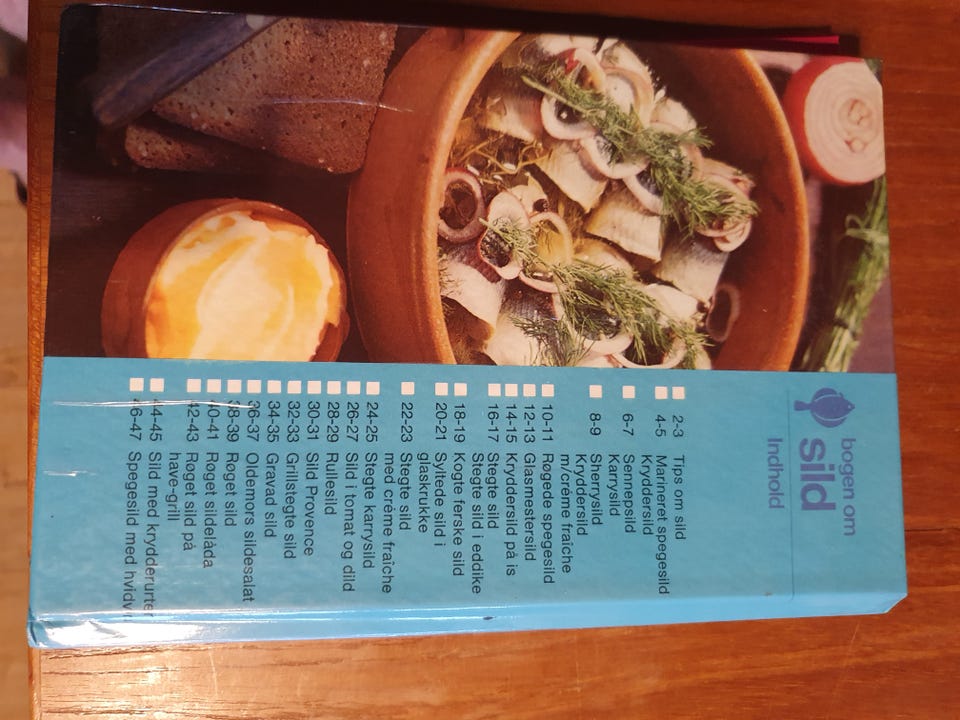 bogen om
sild
Indhold
2-3 Tips om sild
4-5 Marineret spegesild
Kryddersild
6-7 Sennepsild
Karrysild
8-9 Sherrysild
Kryddersild
m/créme fraîche
10-11 Røgede spegesild
12-13 Glasmestersild
14-15 Kryddersild på is
16-17 Stegte sild
Stegte sild i eddike
18-19 Kogte ferske sild
20-21 Syltede sild i
glaskrukke
22-23 Stegte sild
med créme fraîche
24-25 Stegte karrysild
26-27 Sild i tomat og dild
28-29 Rullesild
30-31 Sild Provence
32-33 Grillstegte sild
34-35 Gravad sild
36-37 Oldemors sildesalat
38-39 Røget sild
40-41 Røget sildelåda
42-43 Røget sild på
have-grill
44-45 Sild med krydderurter
46-47 Spegesild med